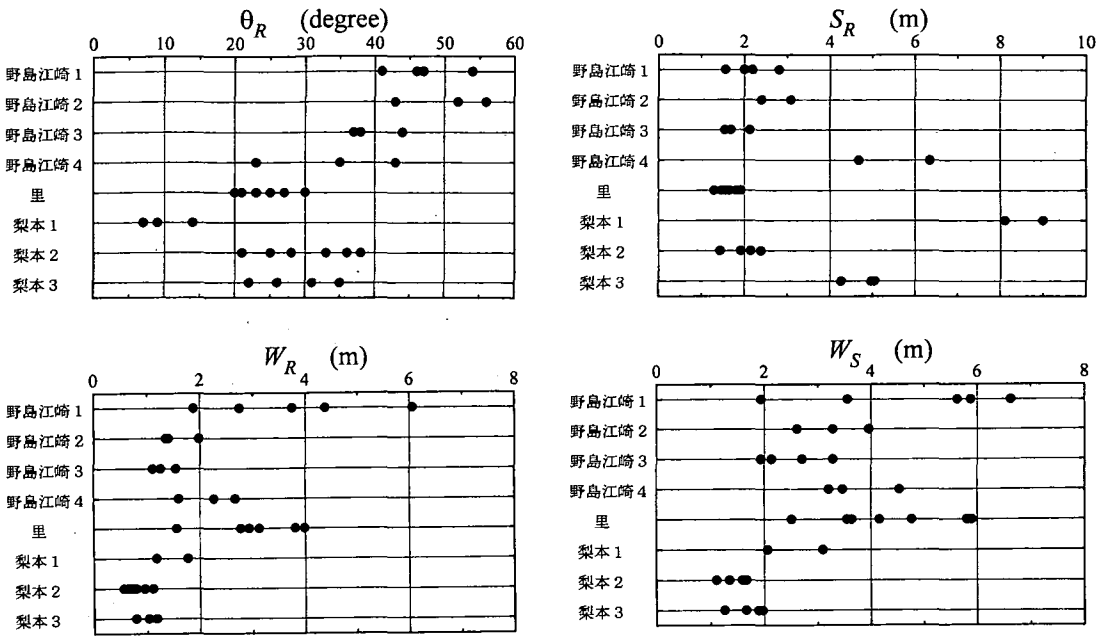 θR (degree)
0 10 20 30 40 50 60
野島江崎 1
野島江崎 2
野島江崎 3
野島江崎 4
里
梨本 1
梨本 2
梨本 3
SR (m)
0 2 4 6 8 10
野島江崎 1
野島江崎 2
野島江崎 3
野島江崎 4
里
梨本 1
梨本 2
梨本 3
WR (m)
0 2 4 6 8
野島江崎 1
野島江崎 2
野島江崎 3
野島江崎 4
里
梨本 1
梨本 2
梨本 3
WS (m)
0 2 4 6 8
野島江崎 1
野島江崎 2
野島江崎 3
野島江崎 4
里
梨本 1
梨本 2
梨本 3